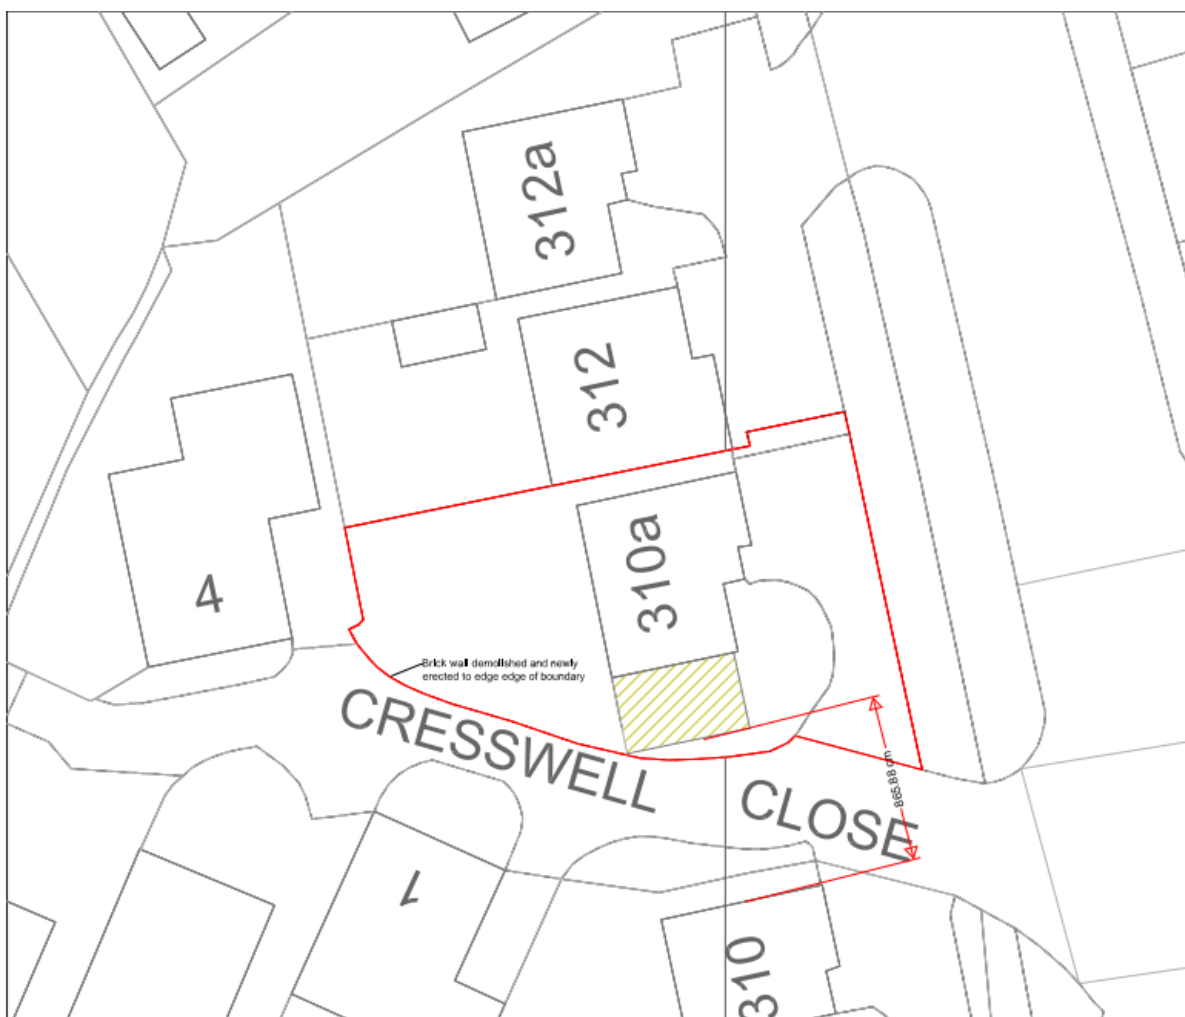 312a
312
310a
4
Brick wall demolished and newly
erected to edge edge of boundary
CRESSWELL
CLOSE
865.88 cm
1
310